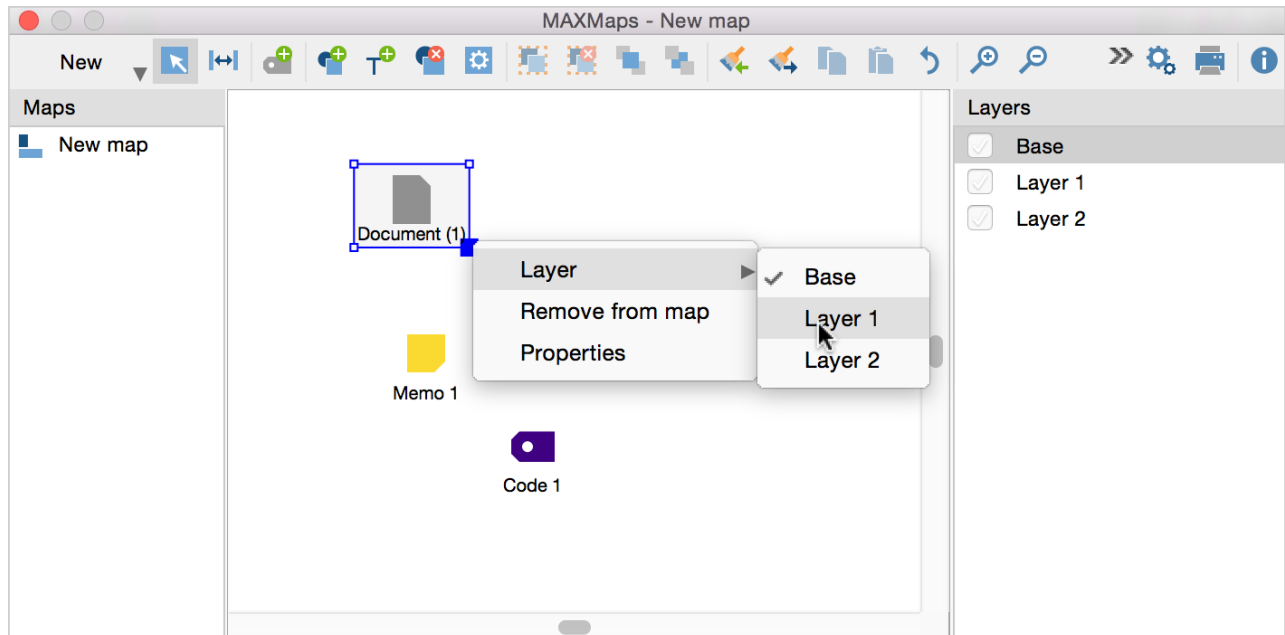 MAXMaps - New map
New
Maps
New map
Layers
Base
Layer 1
Layer 2
Document (1)
Layer
Remove from map
Properties
Base
Layer 1
Layer 2
Memo 1
Code 1